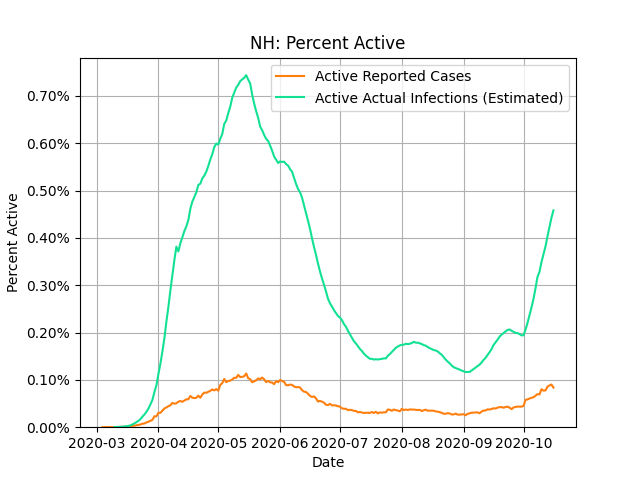 NH: Percent Active
Active Reported Cases
Active Actual Infections (Estimated)
Percent Active
0.70%
0.60%
0.50%
0.40%
0.30%
0.20%
0.10%
0.00%
2020-03 2020-04 2020-05 2020-06 2020-07 2020-08 2020-09 2020-10
Date